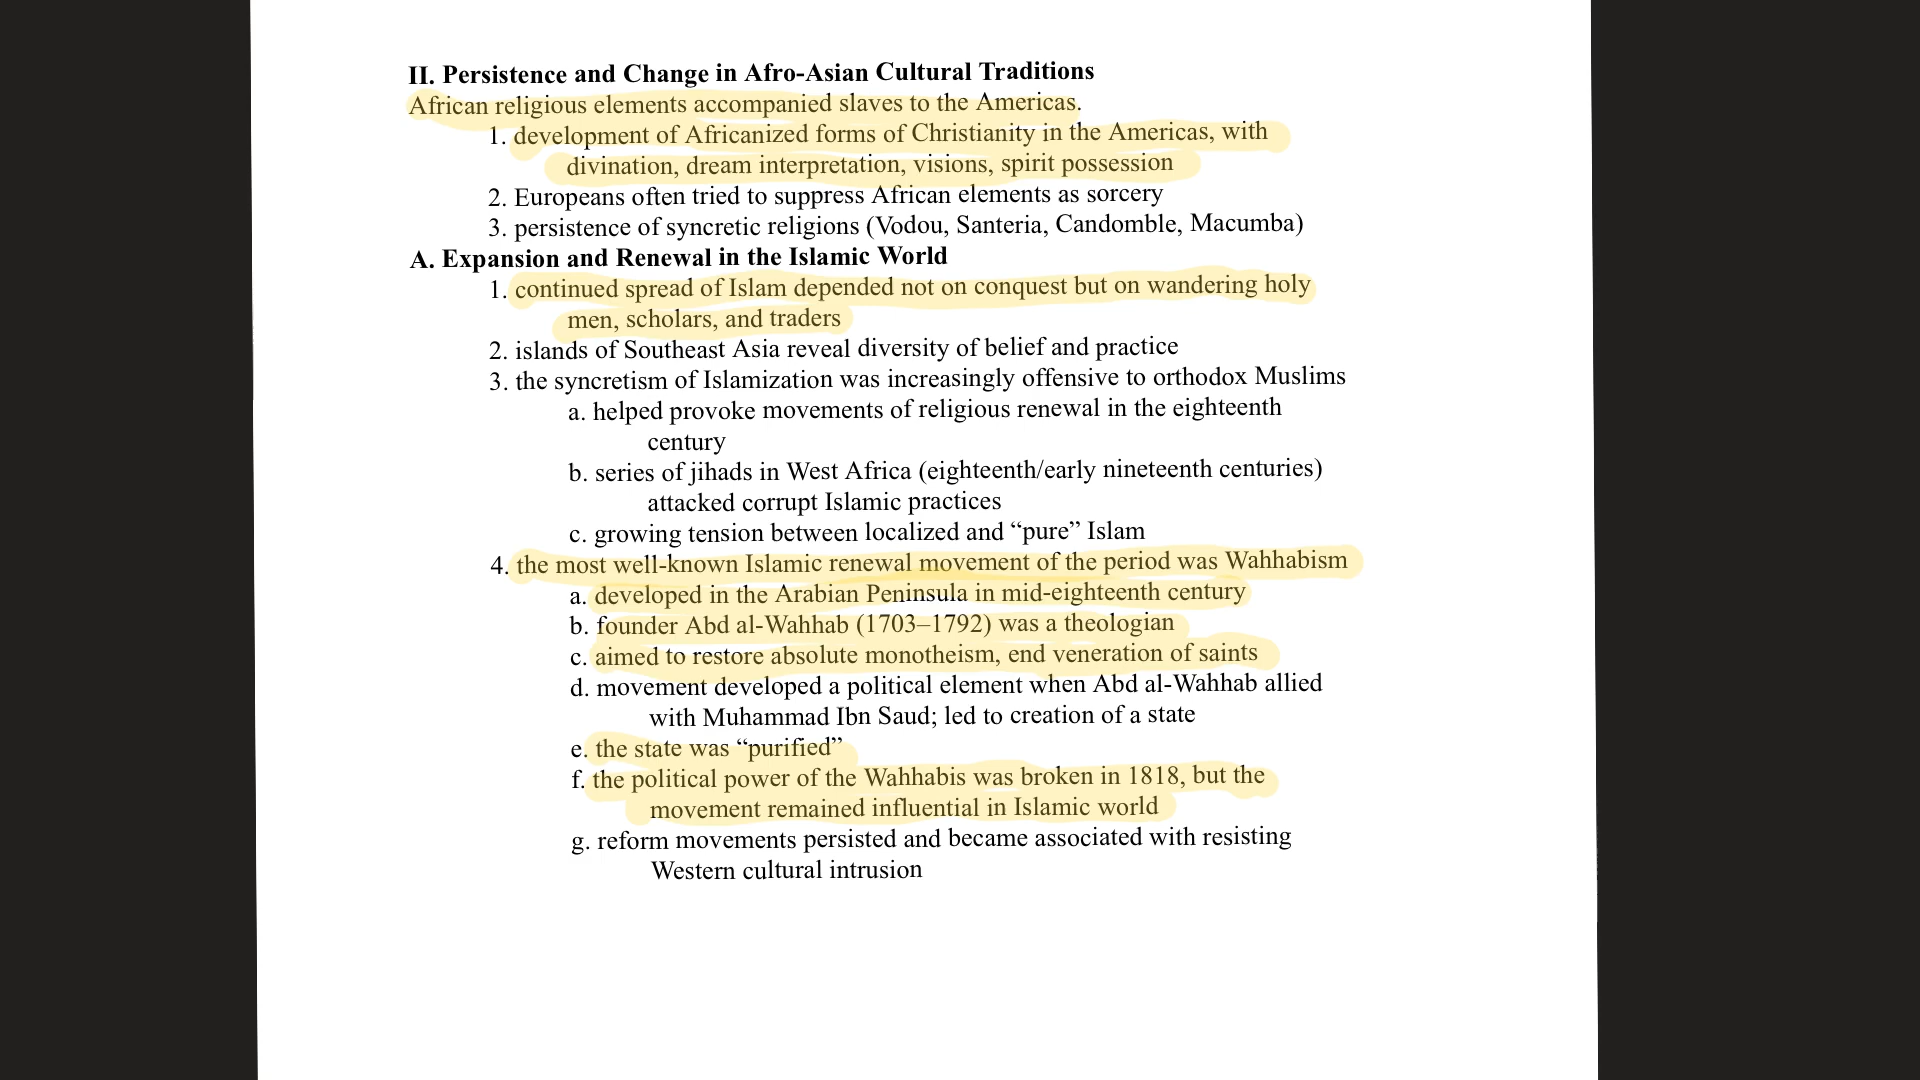 II. Persistence and Change in Afro-Asian Cultural Traditions
African religious elements accompanied slaves to the Americas.
1. development of Africanized forms of Christianity in the Americas, with
divination, dream interpretation, visions, spirit possession
2. Europeans often tried to suppress African elements as sorcery
3. persistence of syncretic religions (Vodou, Santeria, Candomble, Macumba)
A. Expansion and Renewal in the Islamic World
1. continued spread of Islam depended not on conquest but on wandering holy
men, scholars, and traders
2. islands of Southeast Asia reveal diversity of belief and practice
3. the syncretism of Islamization was increasingly offensive to orthodox Muslims
a. helped provoke movements of religious renewal in the eighteenth
century
b. series of jihads in West Africa (eighteenth/early nineteenth centuries)
attacked corrupt Islamic practices
c. growing tension between localized and “pure” Islam
4. the most well-known Islamic renewal movement of the period was Wahhabism
a. developed in the Arabian Peninsula in mid-eighteenth century
b. founder Abd al-Wahhab (1703–1792) was a theologian
c. aimed to restore absolute monotheism, end veneration of saints
d. movement developed a political element when Abd al-Wahhab allied
with Muhammad Ibn Saud; led to creation of a state
e. the state was “purified”
f. the political power of the Wahhabis was broken in 1818, but the
movement remained influential in Islamic world
g. reform movements persisted and became associated with resisting
Western cultural intrusion